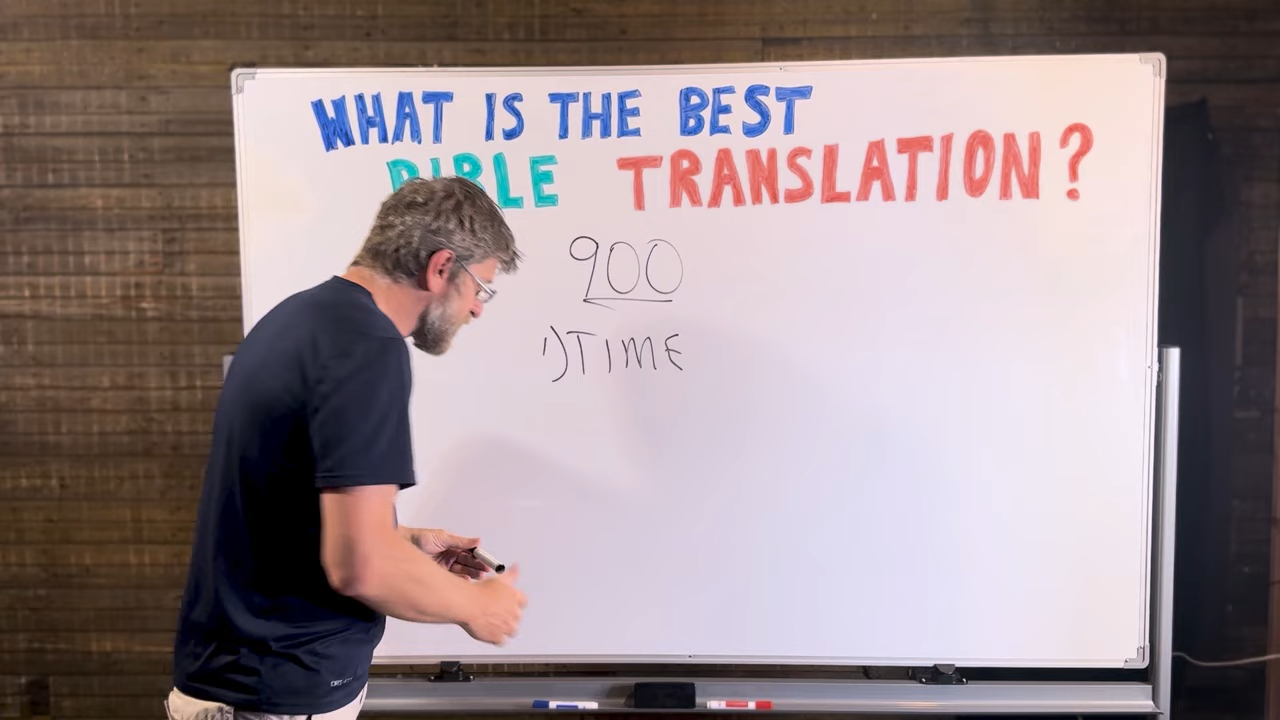 WHAT IS THE BEST
BIBLE TRANSLATION?
900
1) TIME